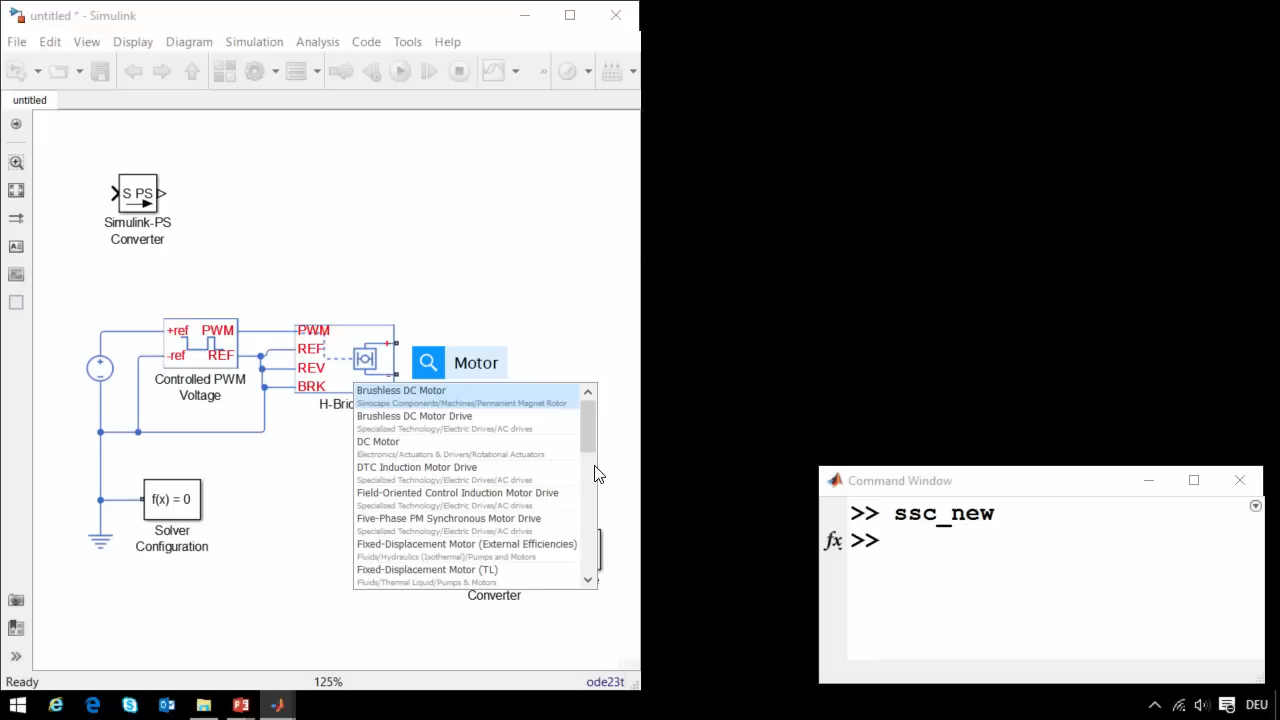 untitled * - Simulink
File Edit View Display Diagram Simulation Analysis Code Tools Help
»
untitled
S PS
Simulink-PS
Converter
+ref PWM
-ref REF
Controlled PWM
Voltage
PWM
REF
REV
BRK
+
-
H-Bri
Motor
Brushless DC Motor
Simscape Components/Machines/Permanent Magnet Rotor
Brushless DC Motor Drive
Specialized Technology/Electric Drives/AC drives
DC Motor
Electronics/Actuators & Drivers/Rotational Actuators
DTC Induction Motor Drive
Specialized Technology/Electric Drives/AC drives
Field-Oriented Control Induction Motor Drive
Specialized Technology/Electric Drives/AC drives
Five-Phase PM Synchronous Motor Drive
Specialized Technology/Electric Drives/AC drives
Fixed-Displacement Motor (External Efficiencies)
Fluids/Hydraulics (Isothermal)/Pumps and Motors
Fixed-Displacement Motor (TL)
Fluids/Thermal Liquid/Pumps & Motors
f(x) = 0
Solver
Configuration
Converter
»
Ready 125% ode23t
Command Window
>> ssc_new
fx >>
DEU